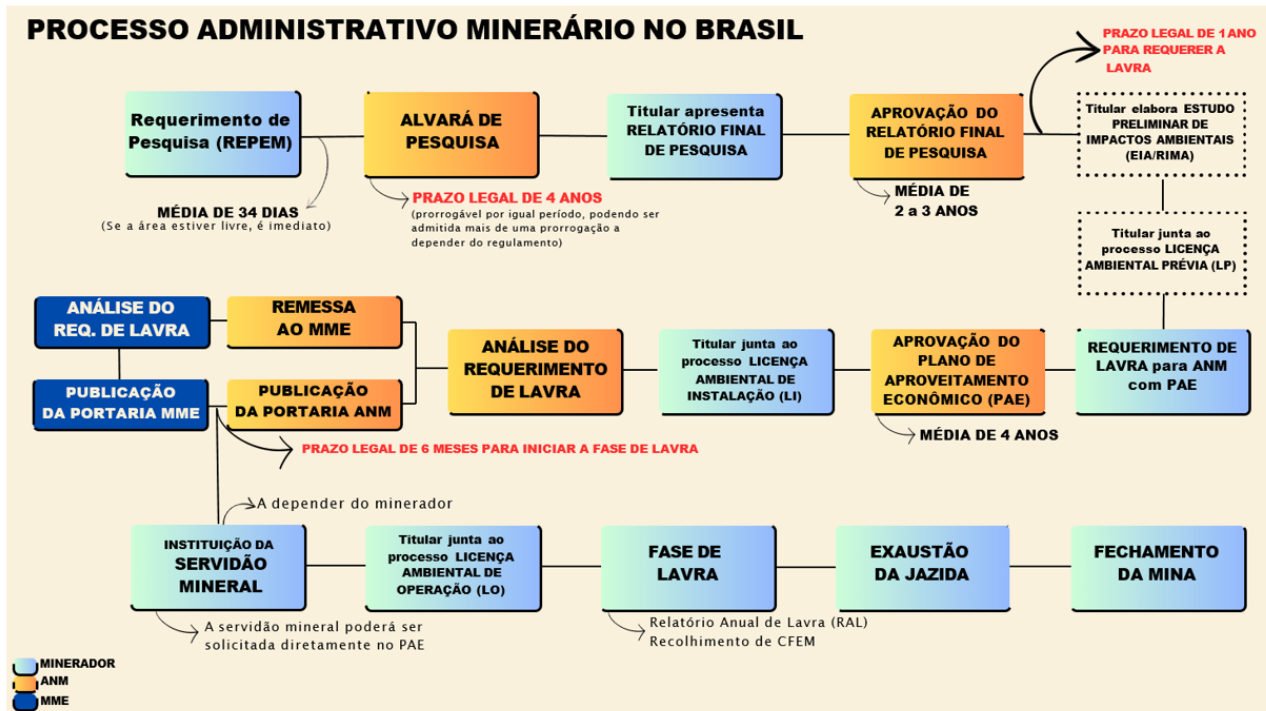 PROCESSO ADMINISTRATIVO MINERÁRIO NO BRASIL
PRAZO LEGAL DE 1 ANO
PARA REQUERER A
LAVRA
Requerimento de
Pesquisa (REPEM)
ALVARÁ DE
PESQUISA
Titular apresenta
RELATÓRIO FINAL
DE PESQUISA
APROVAÇÃO DO
RELATÓRIO FINAL
DE PESQUISA
Titular elabora ESTUDO
PRELIMINAR DE
IMPACTOS AMBIENTAIS
(EIA/RIMA)
MÉDIA DE 34 DIAS
(Se a área estiver livre, é imediato)
PRAZO LEGAL DE 4 ANOS
(prorrogável por igual período, podendo ser
admitida mais de uma prorrogação a
depender do regulamento)
MÉDIA DE
2 a 3 ANOS
Titular junta ao
processo LICENÇA
AMBIENTAL PRÉVIA (LP)
ANÁLISE DO
REQ. DE LAVRA
REMESSA
AO MME
ANÁLISE DO
REQUERIMENTO
DE LAVRA
Titular junta ao
processo LICENÇA
AMBIENTAL DE
INSTALAÇÃO (LI)
APROVAÇÃO DO
PLANO DE
APROVEITAMENTO
ECONÔMICO (PAE)
REQUERIMENTO DE
LAVRA para ANM
com PAE
PUBLICAÇÃO
DA PORTARIA MME
PUBLICAÇÃO
DA PORTARIA ANM
MÉDIA DE 4 ANOS
PRAZO LEGAL DE 6 MESES PARA INICIAR A FASE DE LAVRA
A depender do minerador
INSTITUIÇÃO DA
SERVIDÃO
MINERAL
Titular junta ao
processo LICENÇA
AMBIENTAL DE
OPERAÇÃO (LO)
FASE DE
LAVRA
EXAUSTÃO
DA JAZIDA
FECHAMENTO
DA MINA
A servidão mineral poderá ser
solicitada diretamente no PAE
Relatório Anual de Lavra (RAL)
Recolhimento de CFEM
MINERADOR
ANM
MME